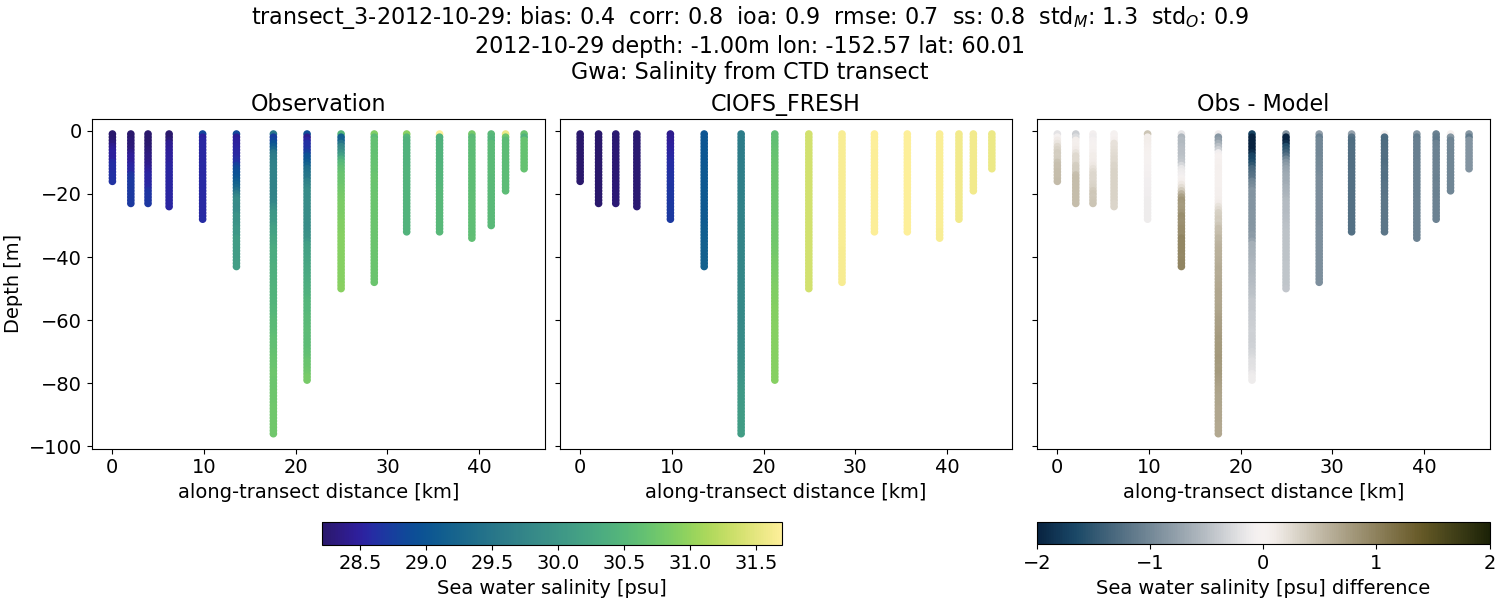 transect_3-2012-10-29: bias: 0.4 corr: 0.8 ioa: 0.9 rmse: 0.7 ss: 0.8 std_M: 1.3 std_O: 0.9
2012-10-29 depth: -1.00m lon: -152.57 lat: 60.01
Gwa: Salinity from CTD transect
Observation
CIOFS_FRESH
Obs - Model
Depth [m]
0
−20
−40
−60
−80
−100
0 10 20 30 40
0 10 20 30 40
0 10 20 30 40
along-transect distance [km]
along-transect distance [km]
along-transect distance [km]
28.5 29.0 29.5 30.0 30.5 31.0 31.5
Sea water salinity [psu]
−2 −1 0 1 2
Sea water salinity [psu] difference